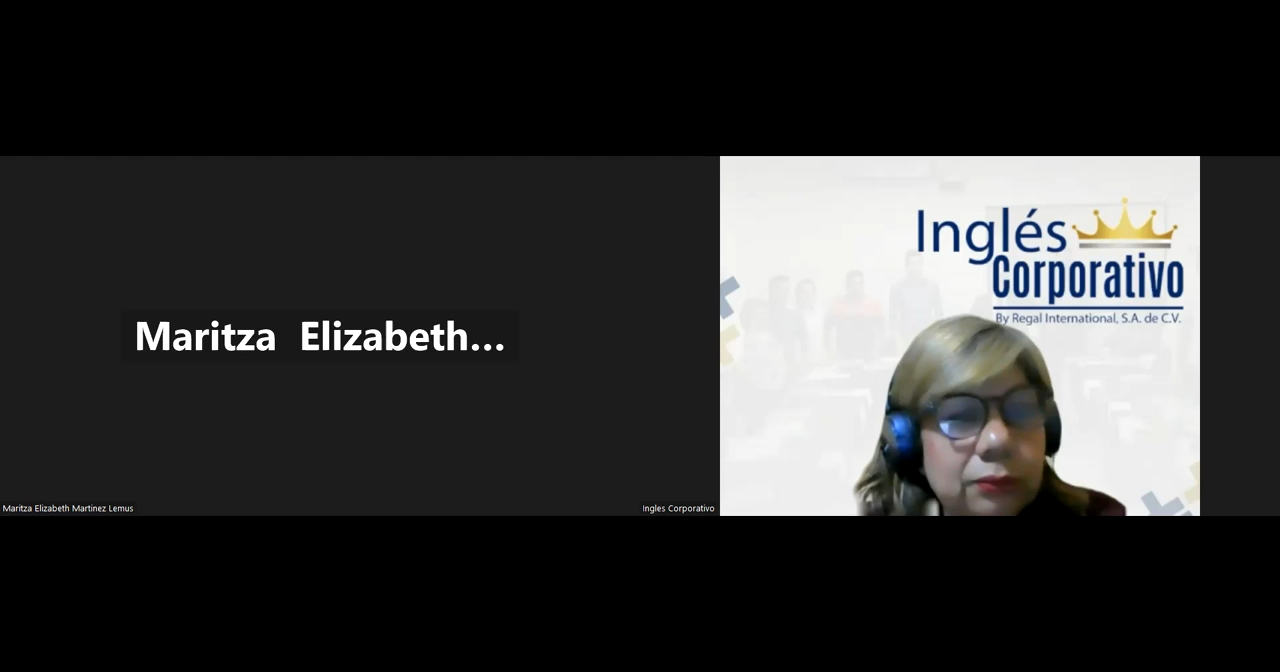 Maritza Elizabeth...
Maritza Elizabeth Martinez Lemus
Ingles Corporativo
Inglés
Corporativo
By Regal International, S.A. de C.V.